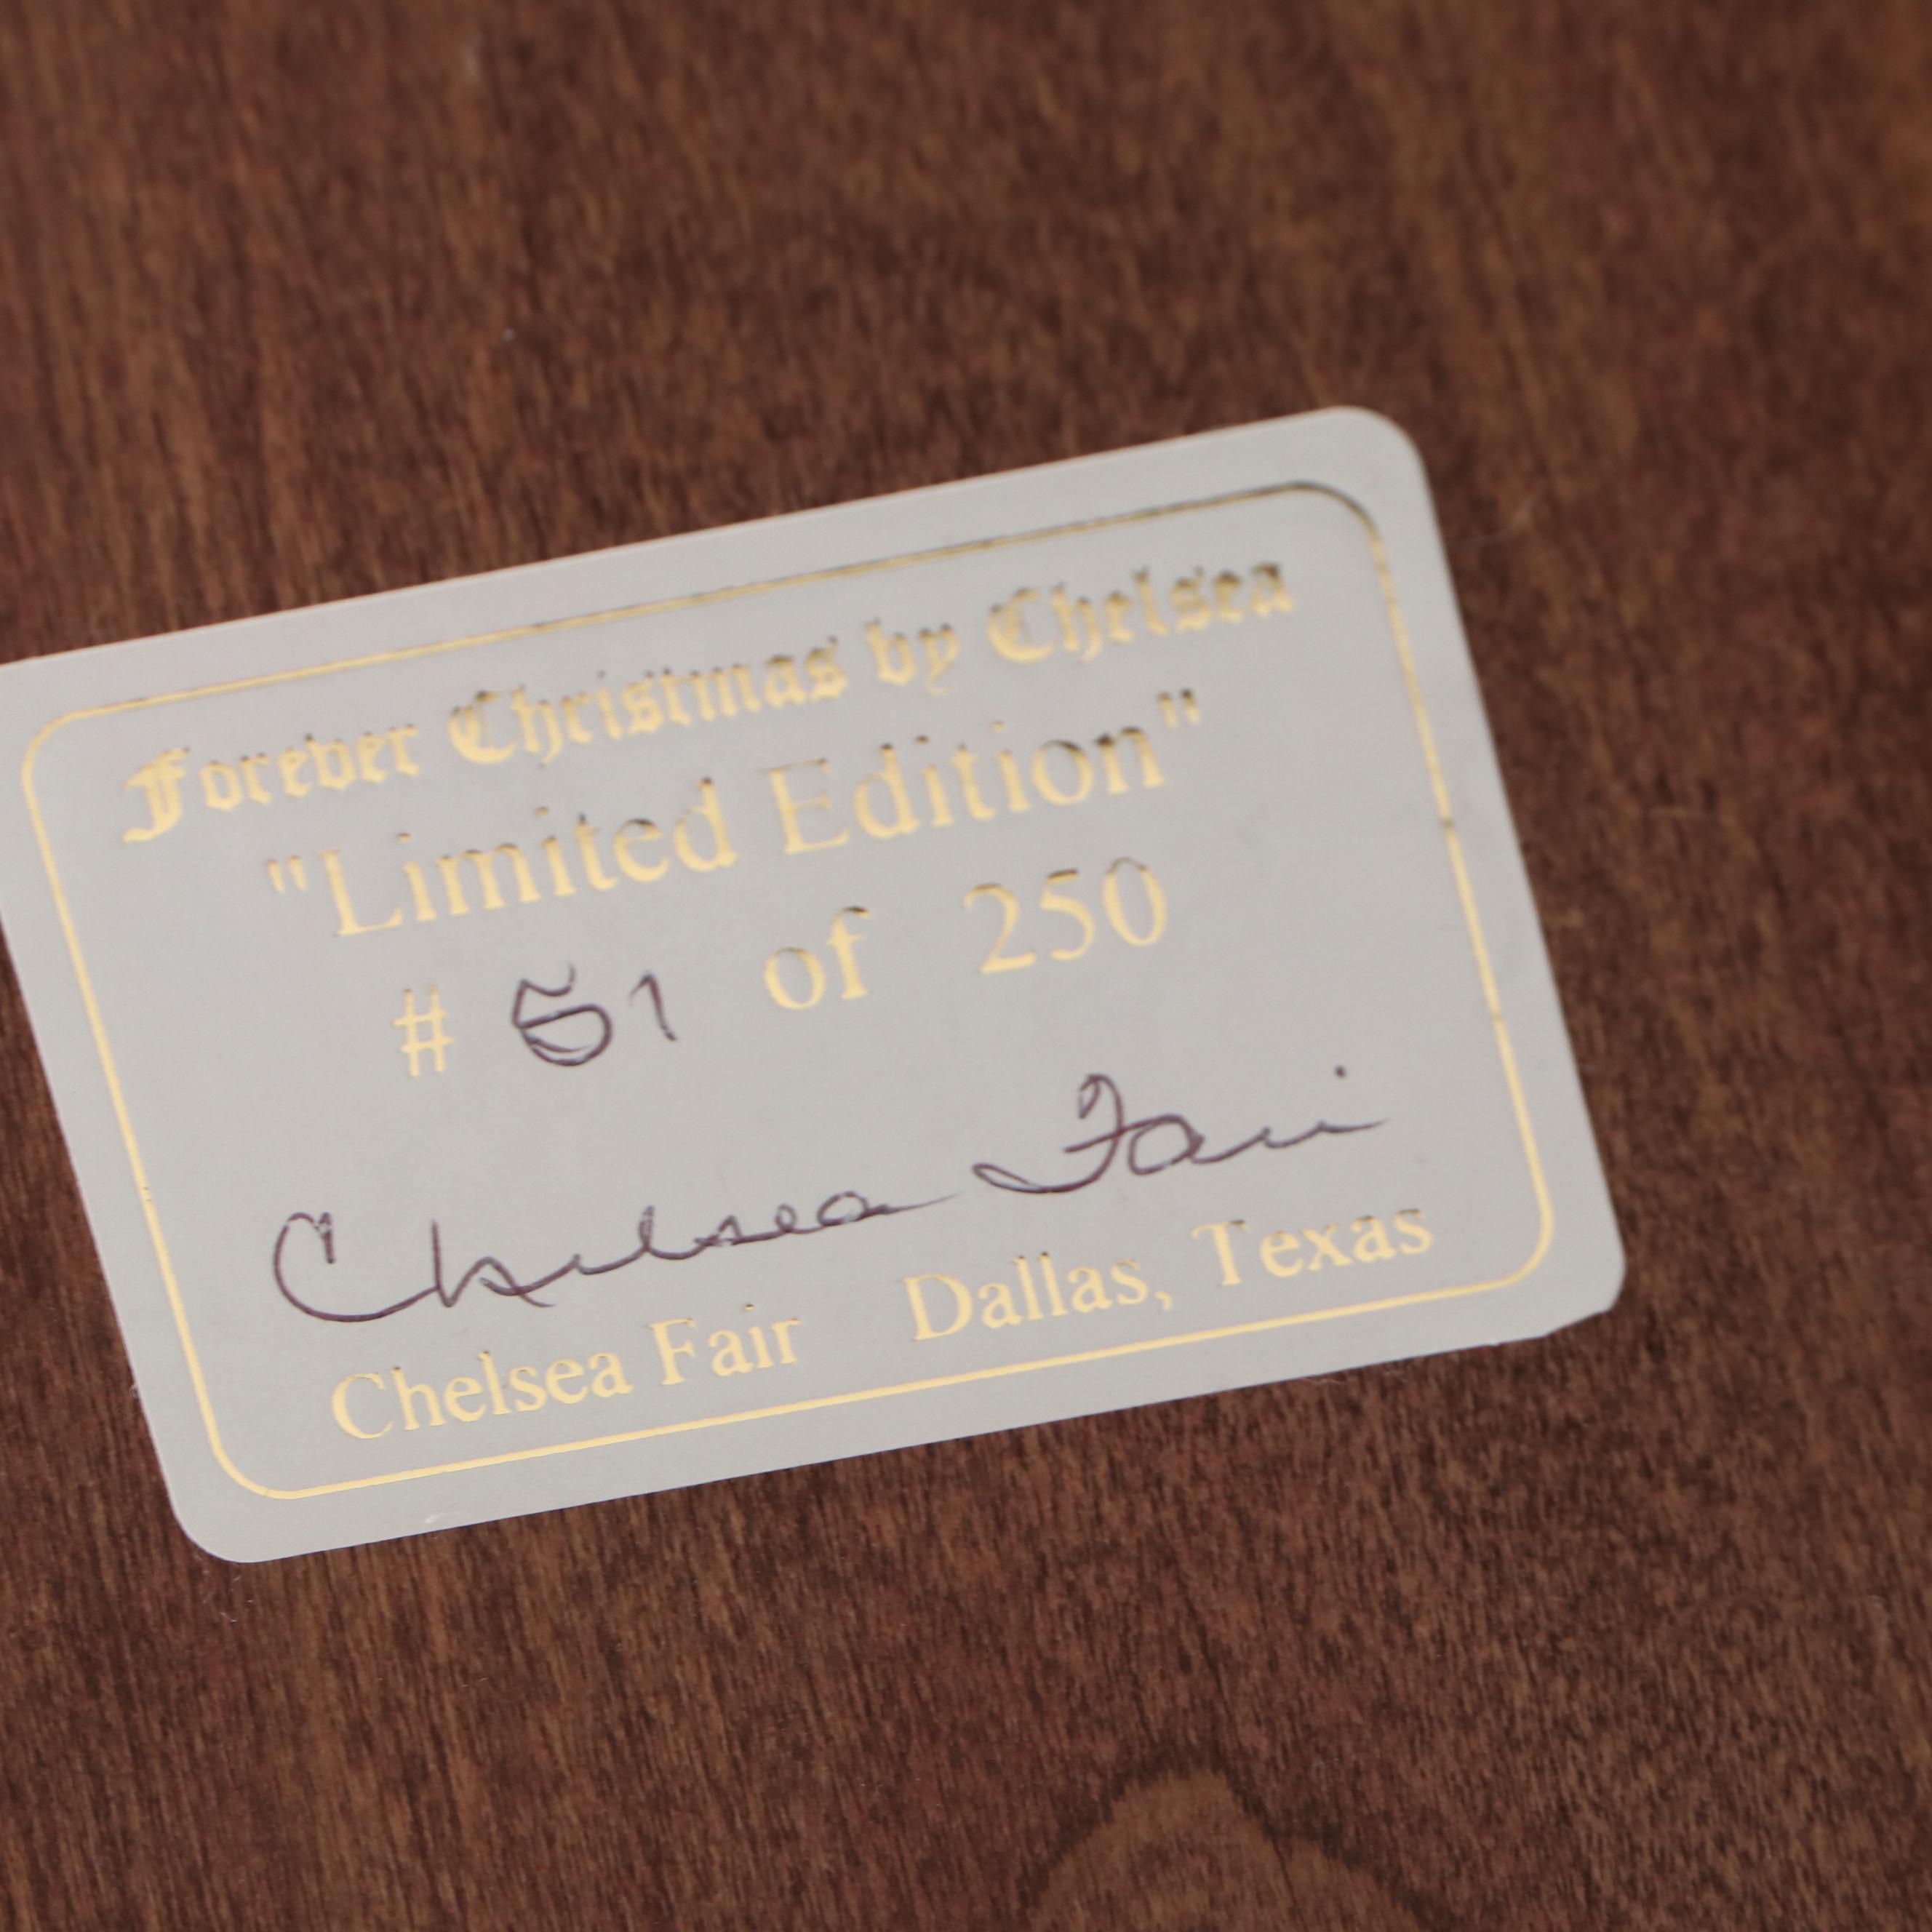 Forever Christmas by Chelsea
"Limited Edition"
# 51 of 250
Chelsea Fair
Chelsea Fair Dallas, Texas